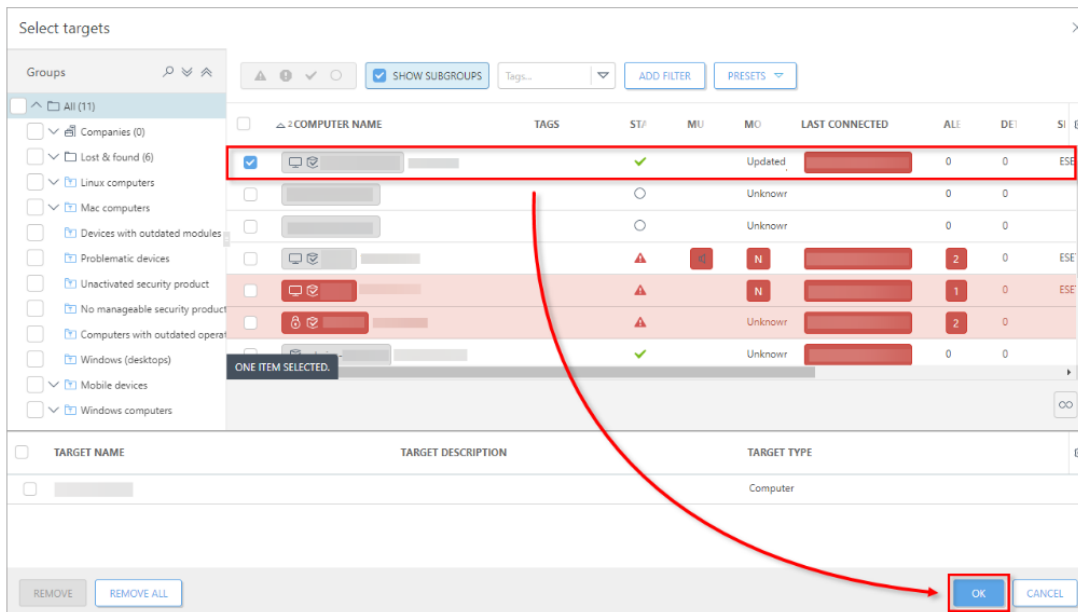 Select targets
Groups
SHOW SUBGROUPS
Tags...
ADD FILTER
PRESETS
All (11)
Companies (0)
Lost & found (6)
Linux computers
Mac computers
Devices with outdated modules
Problematic devices
Unactivated security product
No manageable security product
Computers with outdated operat
Windows (desktops)
Mobile devices
Windows computers
2 COMPUTER NAME TAGS STA MU MO LAST CONNECTED ALE DET SE
Updated 0 0 ESE
Unknowr 0 0
Unknowr 0 0
N 2 0 ESE
N 1 0 ESE
Unknowr 2 0
Unknowr 0 0
ONE ITEM SELECTED.
TARGET NAME TARGET DESCRIPTION TARGET TYPE
Computer
REMOVE
REMOVE ALL
OK
CANCEL